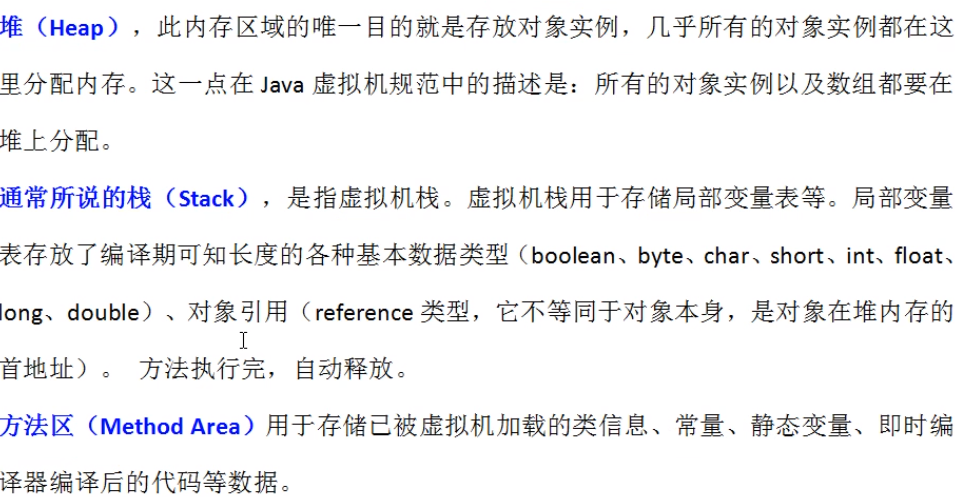 堆（Heap），此内存区域的唯一目的就是存放对象实例，几乎所有的对象实例都在这
里分配内存。这一点在 Java 虚拟机规范中的描述是：所有的对象实例以及数组都要在
堆上分配。
通常所说的栈（Stack），是指虚拟机栈。虚拟机栈用于存储局部变量表等。局部变量
表存放了编译期可知长度的各种基本数据类型（boolean、byte、char、short、int、float、
long、double）、对象引用（reference 类型，它不等同于对象本身，是对象在堆内存的
首地址）。 方法执行完，自动释放。
方法区（Method Area）用于存储已被虚拟机加载的类信息、常量、静态变量、即时编
译器编译后的代码等数据。